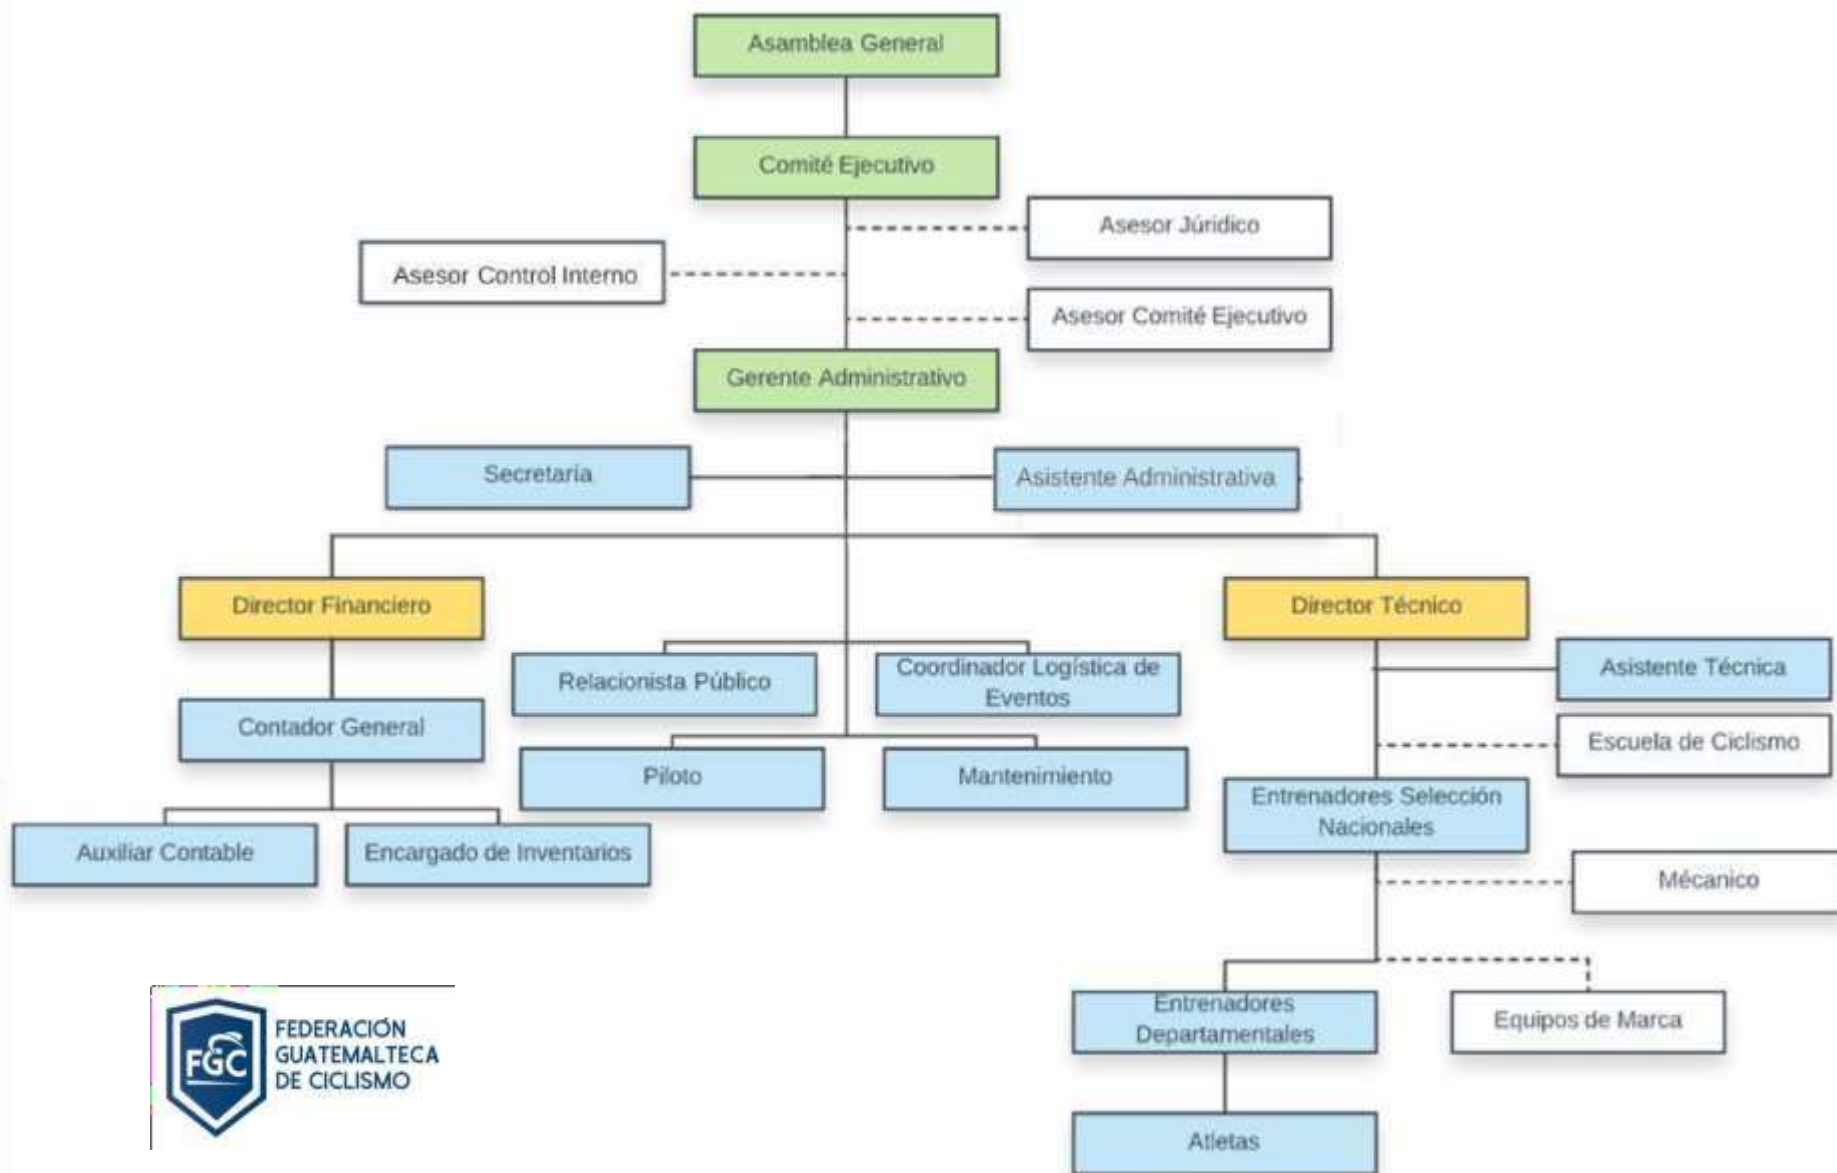 Asamblea General
Comité Ejecutivo
Asesor Júridico
Asesor Control Interno
Asesor Comité Ejecutivo
Gerente Administrativo
Secretaría
Asistente Administrativa
Director Financiero
Director Técnico
Relacionista Público
Coordinador Logística de
Eventos
Asistente Técnica
Contador General
Escuela de Ciclismo
Piloto
Mantenimiento
Entrenadores Selección
Nacionales
Auxiliar Contable
Encargado de Inventarios
Mécanico
Entrenadores
Departamentales
Equipos de Marca
Atletas
FGC
FEDERACIÓN
GUATEMALTECA
DE CICLISMO